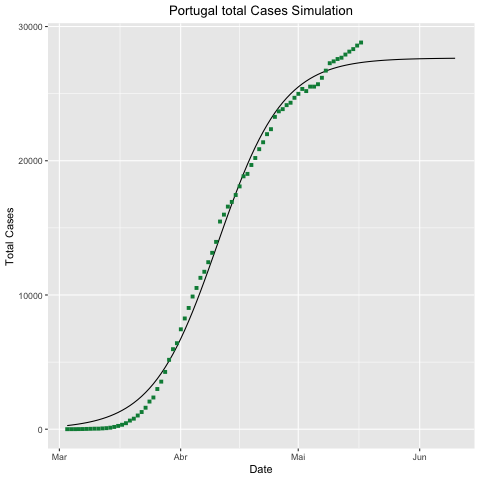 Portugal total Cases Simulation
30000
20000
10000
0
Total Cases
Mar Abr Mai Jun
Date